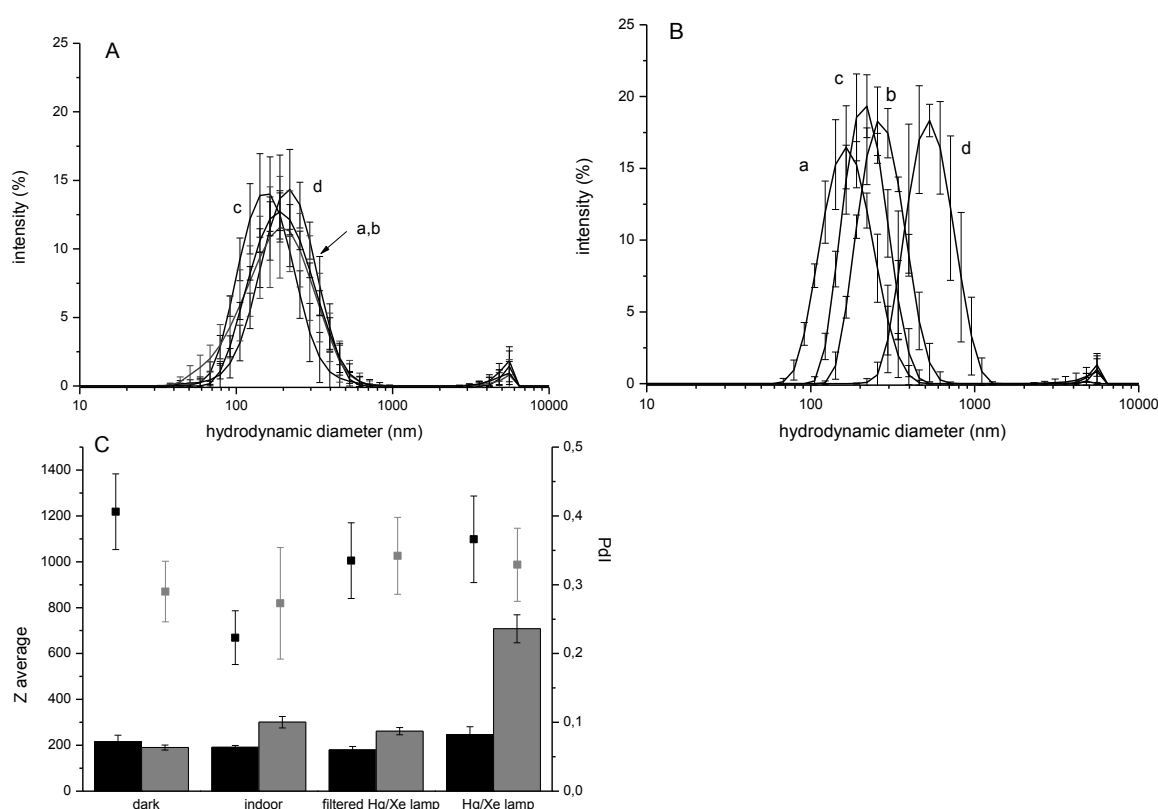 A
25
20
15
10
5
0
intensity (%)
c
d
a,b
10 100 1000 10000
hydrodynamic diameter (nm)
B
25
20
15
10
5
0
intensity (%)
a
c
b
d
10 100 1000 10000
hydrodynamic diameter (nm)
C
1400
1200
1000
800
600
400
200
0
Z average
0,5
0,4
0,3
0,2
0,1
0,0
PdI
dark indoor filtered Hg/Xe lamp Hg/Xe lamp